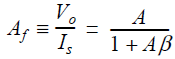 A_f ≡ V_o / I_s = A / (1 + Aβ)